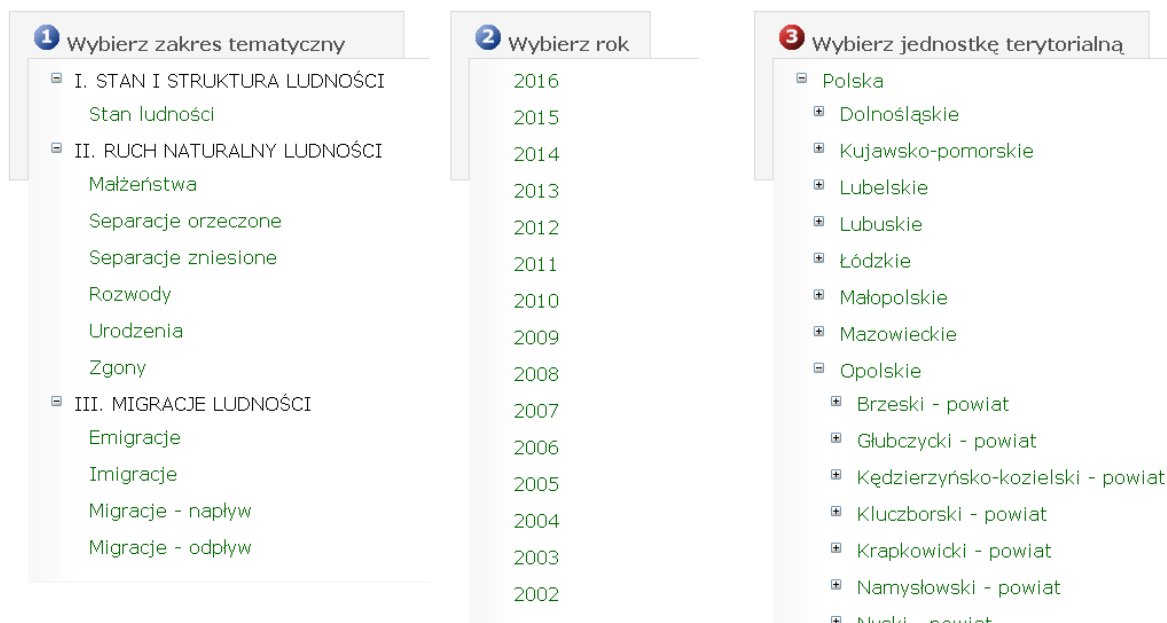 1 Wybierz zakres tematyczny
I. STAN I STRUKTURA LUDNOŚCI
Stan ludności
II. RUCH NATURALNY LUDNOŚCI
Małżeństwa
Separacje orzeczone
Separacje zniesione
Rozwody
Urodzenia
Zgony
III. MIGRACJE LUDNOŚCI
Emigracje
Imigracje
Migracje - napływ
Migracje - odpływ
2 Wybierz rok
2016
2015
2014
2013
2012
2011
2010
2009
2008
2007
2006
2005
2004
2003
2002
3 Wybierz jednostkę terytorialną
Polska
Dolnośląskie
Kujawsko-pomorskie
Lubelskie
Lubuskie
Łódzkie
Małopolskie
Mazowieckie
Opolskie
Brzeski - powiat
Głubczycki - powiat
Kędzierzyńsko-kozielski - powiat
Kluczborski - powiat
Krapkowicki - powiat
Namysłowski - powiat
Nyski - powiat